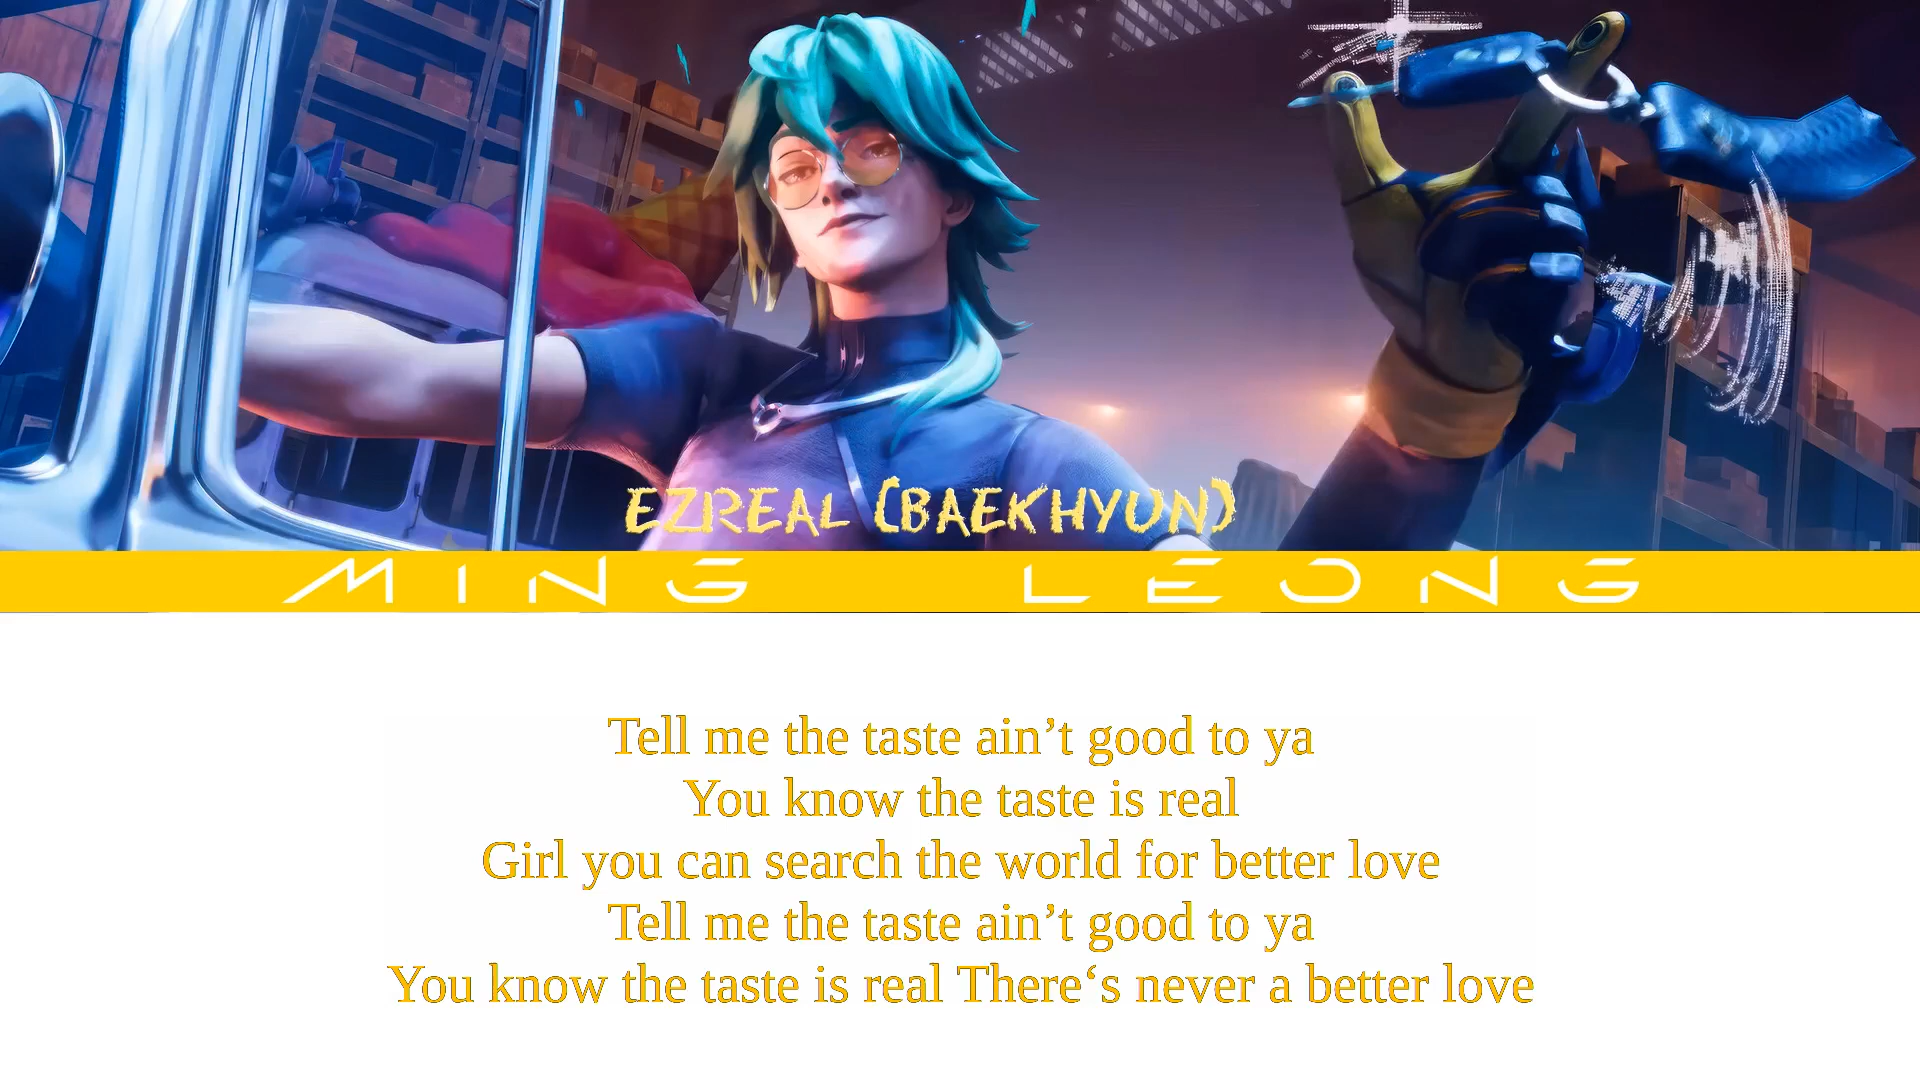 EZREAL (BAEKHYUN)
MING LEONG
Tell me the taste ain’t good to ya
You know the taste is real
Girl you can search the world for better love
Tell me the taste ain’t good to ya
You know the taste is real There‘s never a better love